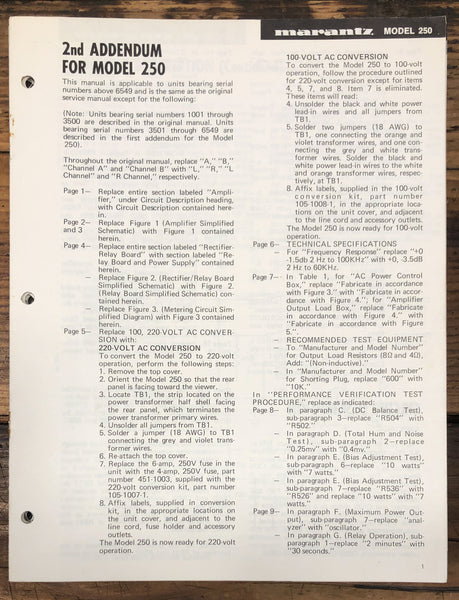 marantz MODEL 250
2nd ADDENDUM
FOR MODEL 250
This manual is applicable to units bearing serial
numbers above 6549 and is the same as the original
service manual except for the following:
(Note: Units bearing serial numbers 1001 through
3500 are described in the original manual. Units
bearing serial numbers 3501 through 6549 are
described in the first addendum for the Model
250).
Throughout the original manual, replace "A," "B,"
"Channel A" and "Channel B" with "L," "R," "L"
Channel" and "R Channel," respectively.
Page 1— Replace entire section labeled "Ampli-
fier," under Circuit Description heading,
with Circuit Description contained here-
in.
Page 2— Replace Figure 1 (Amplifier Simplified
and 3 Schematic) with Figure 1 contained
herein.
Page 4— Replace entire section labeled "Rectifier-
Relay Board" with section labeled "Re-
lay Board and Power Supply" contained
herein.
— Replace Figure 2. (Rectifier/Relay Board
Simplified Schematic) with Figure 2.
(Relay Board Simplified Schematic) con-
tained herein.
— Replace Figure 3. (Metering Circuit Sim-
plified Diagram) with Figure 3 contained
herein.
Page 5— Replace 100, 220-VOLT AC CONVER-
SION with:
220-VOLT AC CONVERSION
To convert the Model 250 to 220-volt
operation, perform the following steps:
1. Remove the top cover.
2. Orient the Model 250 so that the rear
panel is facing toward the viewer.
3. Locate TB1, the strip located on the
power transformer half shell facing
the rear panel, which terminates the
power transformer primary wires.
4. Unsolder all jumpers from TB1.
5. Solder a jumper (18 AWG) to TB1
connecting the grey and violet trans-
former wires.
6. Re-attach the top cover.
7. Replace the 6-amp, 250V fuse in the
unit with the 4-amp, 250V fuse, part
number 451-1003, supplied with the
220-volt conversion kit, part number
105-1007-1.
8. Affix labels, supplied in conversion
kit, in the appropriate locations on
the unit cover, and adjacent to the
line cord, fuse holder and accessory
outlets.
The Model 250 is now ready for 220-volt
operation.
100-VOLT AC CONVERSION
To convert the Model 250 to 100-volt
operation, follow the procedure outlined
for 220-volt conversion except for items
4, 5, 7, and 8. Item 7 is eliminated.
These items will read:
4. Unsolder the black and white power
lead-in wires and all jumpers from
TB1.
5. Solder two jumpers (18 AWG) to
TB1, one connecting the orange and
violet transformer wires, and one con-
necting the grey and white trans-
former wires. Solder the black and
white power lead-in wires to the white
and orange transformer wires, respec-
tively, at TB1.
8. Affix labels, supplied in the 100-volt
conversion kit, part number
105-1008-1, in the appropriate loca-
tions on the unit cover, and adjacent
to the line cord and accessory outlets.
The Model 250 is now ready for 100-volt
operation.
Page 6— TECHNICAL SPECIFICATIONS
— For "Frequency Response" replace "+0
-1.5db 2 Hz to 100KHz" with +0, -3.5dB
2 Hz to 60KHz.
Page 7— In Table 1, for "AC Power Control
Box," replace "Fabricate in accordance
with Figure 3." with "Fabricate in accor-
dance with Figure 4."; for "Amplifier
Output Load Box," replace "Fabricate
in accordance with Figure 4." with
"Fabricate in accordance with Figure
5.".
— RECOMMENDED TEST EQUIPMENT
— To "Manufacturer and Model Number"
for Output Load Resistors (8Ω and 4Ω),
Add: "(Non-inductive)."
— In "Manufacturer and Model Number"
for Shorting Plug, replace "600" with
"10K."
In "PERFORMANCE VERIFICATION TEST
PROCEDURE," replace as indicated:
Page 8— In paragraph C. (DC Balance Test),
sub-paragraph 3—replace "R504" with
"R502."
— In paragraph D. (Total Hum and Noise
Test), sub-paragraph 2—replace
"0.25mv" with "0.4mv."
— In paragraph E. (Bias Adjustment Test),
sub-paragraph 6—replace "10 watts"
with "7 watts."
— In paragraph E. (Bias Adjustment Test),
sub-paragraph 7—replace "R536" with
"R526" and replace "10 watts" with "7
watts."
Page 9— In paragraph F. (Maximum Power Out-
put), sub-paragraph 7—replace "anal-
yzer" with "oscillator."
— In paragraph G. (Relay Operation), sub-
paragraph 1—replace "2 minutes" with
"30 seconds."
1